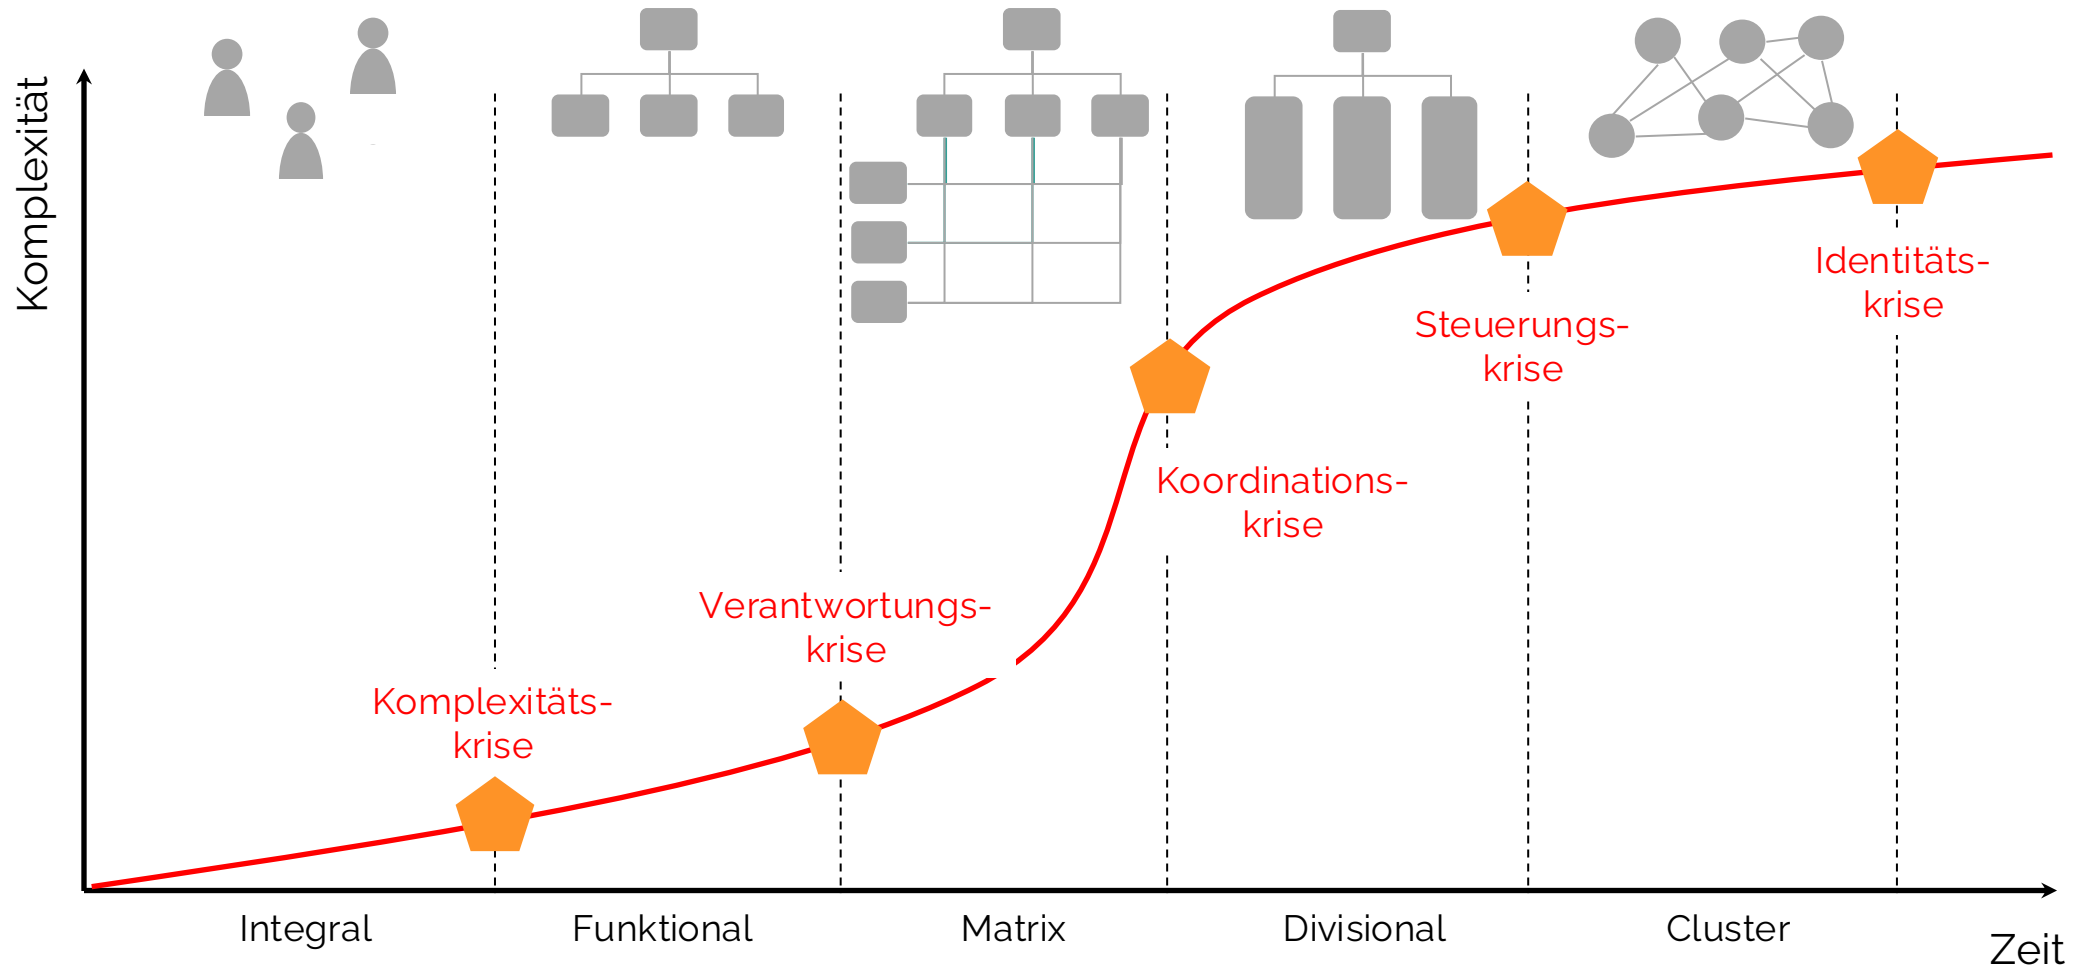 Komplexität
Identitäts-
krise
Steuerungs-
krise
Koordinations-
krise
Verantwortungs-
krise
Komplexitäts-
krise
Integral
Funktional
Matrix
Divisional
Cluster
Zeit